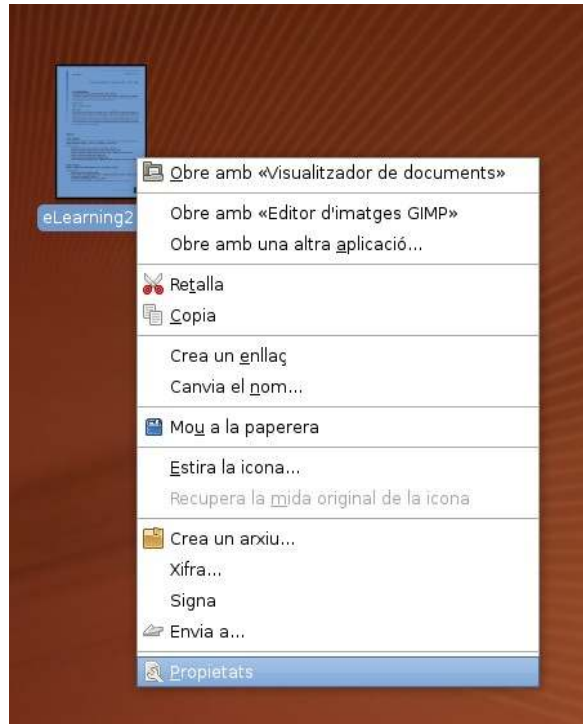 eLearning2
Obre amb «Visualitzador de documents»
Obre amb «Editor d'imatges GIMP»
Obre amb una altra aplicació...
Retalla
Copia
Crea un enllaç
Canvia el nom...
Mou a la paperera
Estira la icona...
Recupera la mida original de la icona
Crea un arxiu...
Xifra...
Signa
Envia a...
Propietats